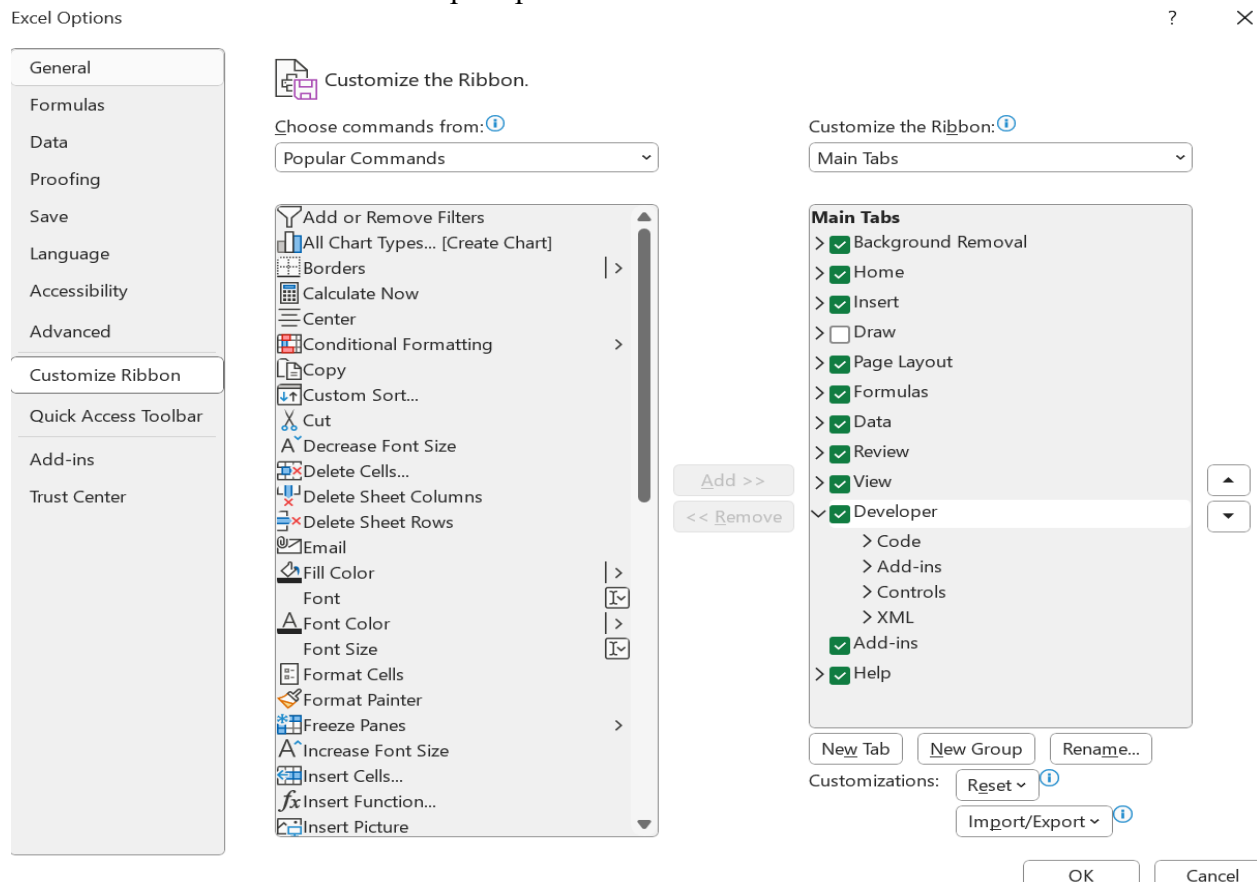 Excel Options
?
General
Formulas
Data
Proofing
Save
Language
Accessibility
Advanced
Customize Ribbon
Quick Access Toolbar
Add-ins
Trust Center
Customize the Ribbon.
Choose commands from:
Popular Commands
Add or Remove Filters
All Chart Types... [Create Chart]
Borders
Calculate Now
Center
Conditional Formatting
Copy
Custom Sort...
Cut
Decrease Font Size
Delete Cells...
Delete Sheet Columns
Delete Sheet Rows
Email
Fill Color
Font
Font Color
Font Size
Format Cells
Format Painter
Freeze Panes
Increase Font Size
Insert Cells...
Insert Function...
Insert Picture
Add >>
<< Remove
Customize the Ribbon:
Main Tabs
Main Tabs
Background Removal
Home
Insert
Draw
Page Layout
Formulas
Data
Review
View
Developer
Code
Add-ins
Controls
XML
Add-ins
Help
New Tab
New Group
Rename...
Customizations:
Reset
Import/Export
OK
Cancel